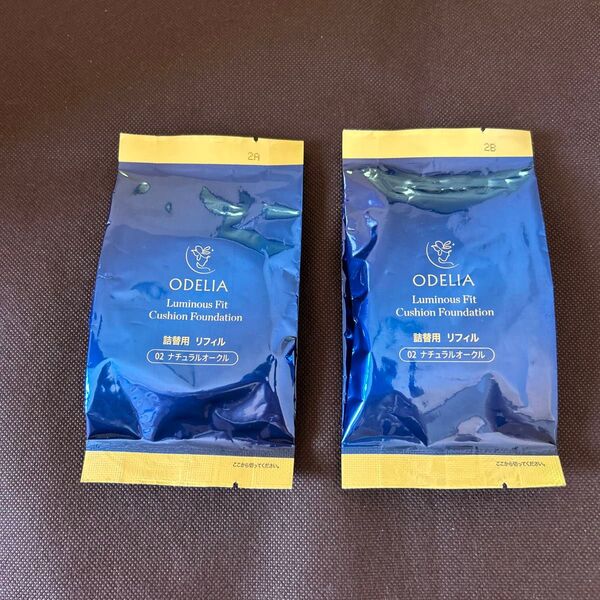 2A
ODELIA
Luminous Fit
Cushion Foundation
詰替用 リフィル
02 ナチュラルオークル
ここから切ってください。
2B
ODELIA
Luminous Fit
Cushion Foundation
詰替用 リフィル
02 ナチュラルオークル
ここから切ってください。